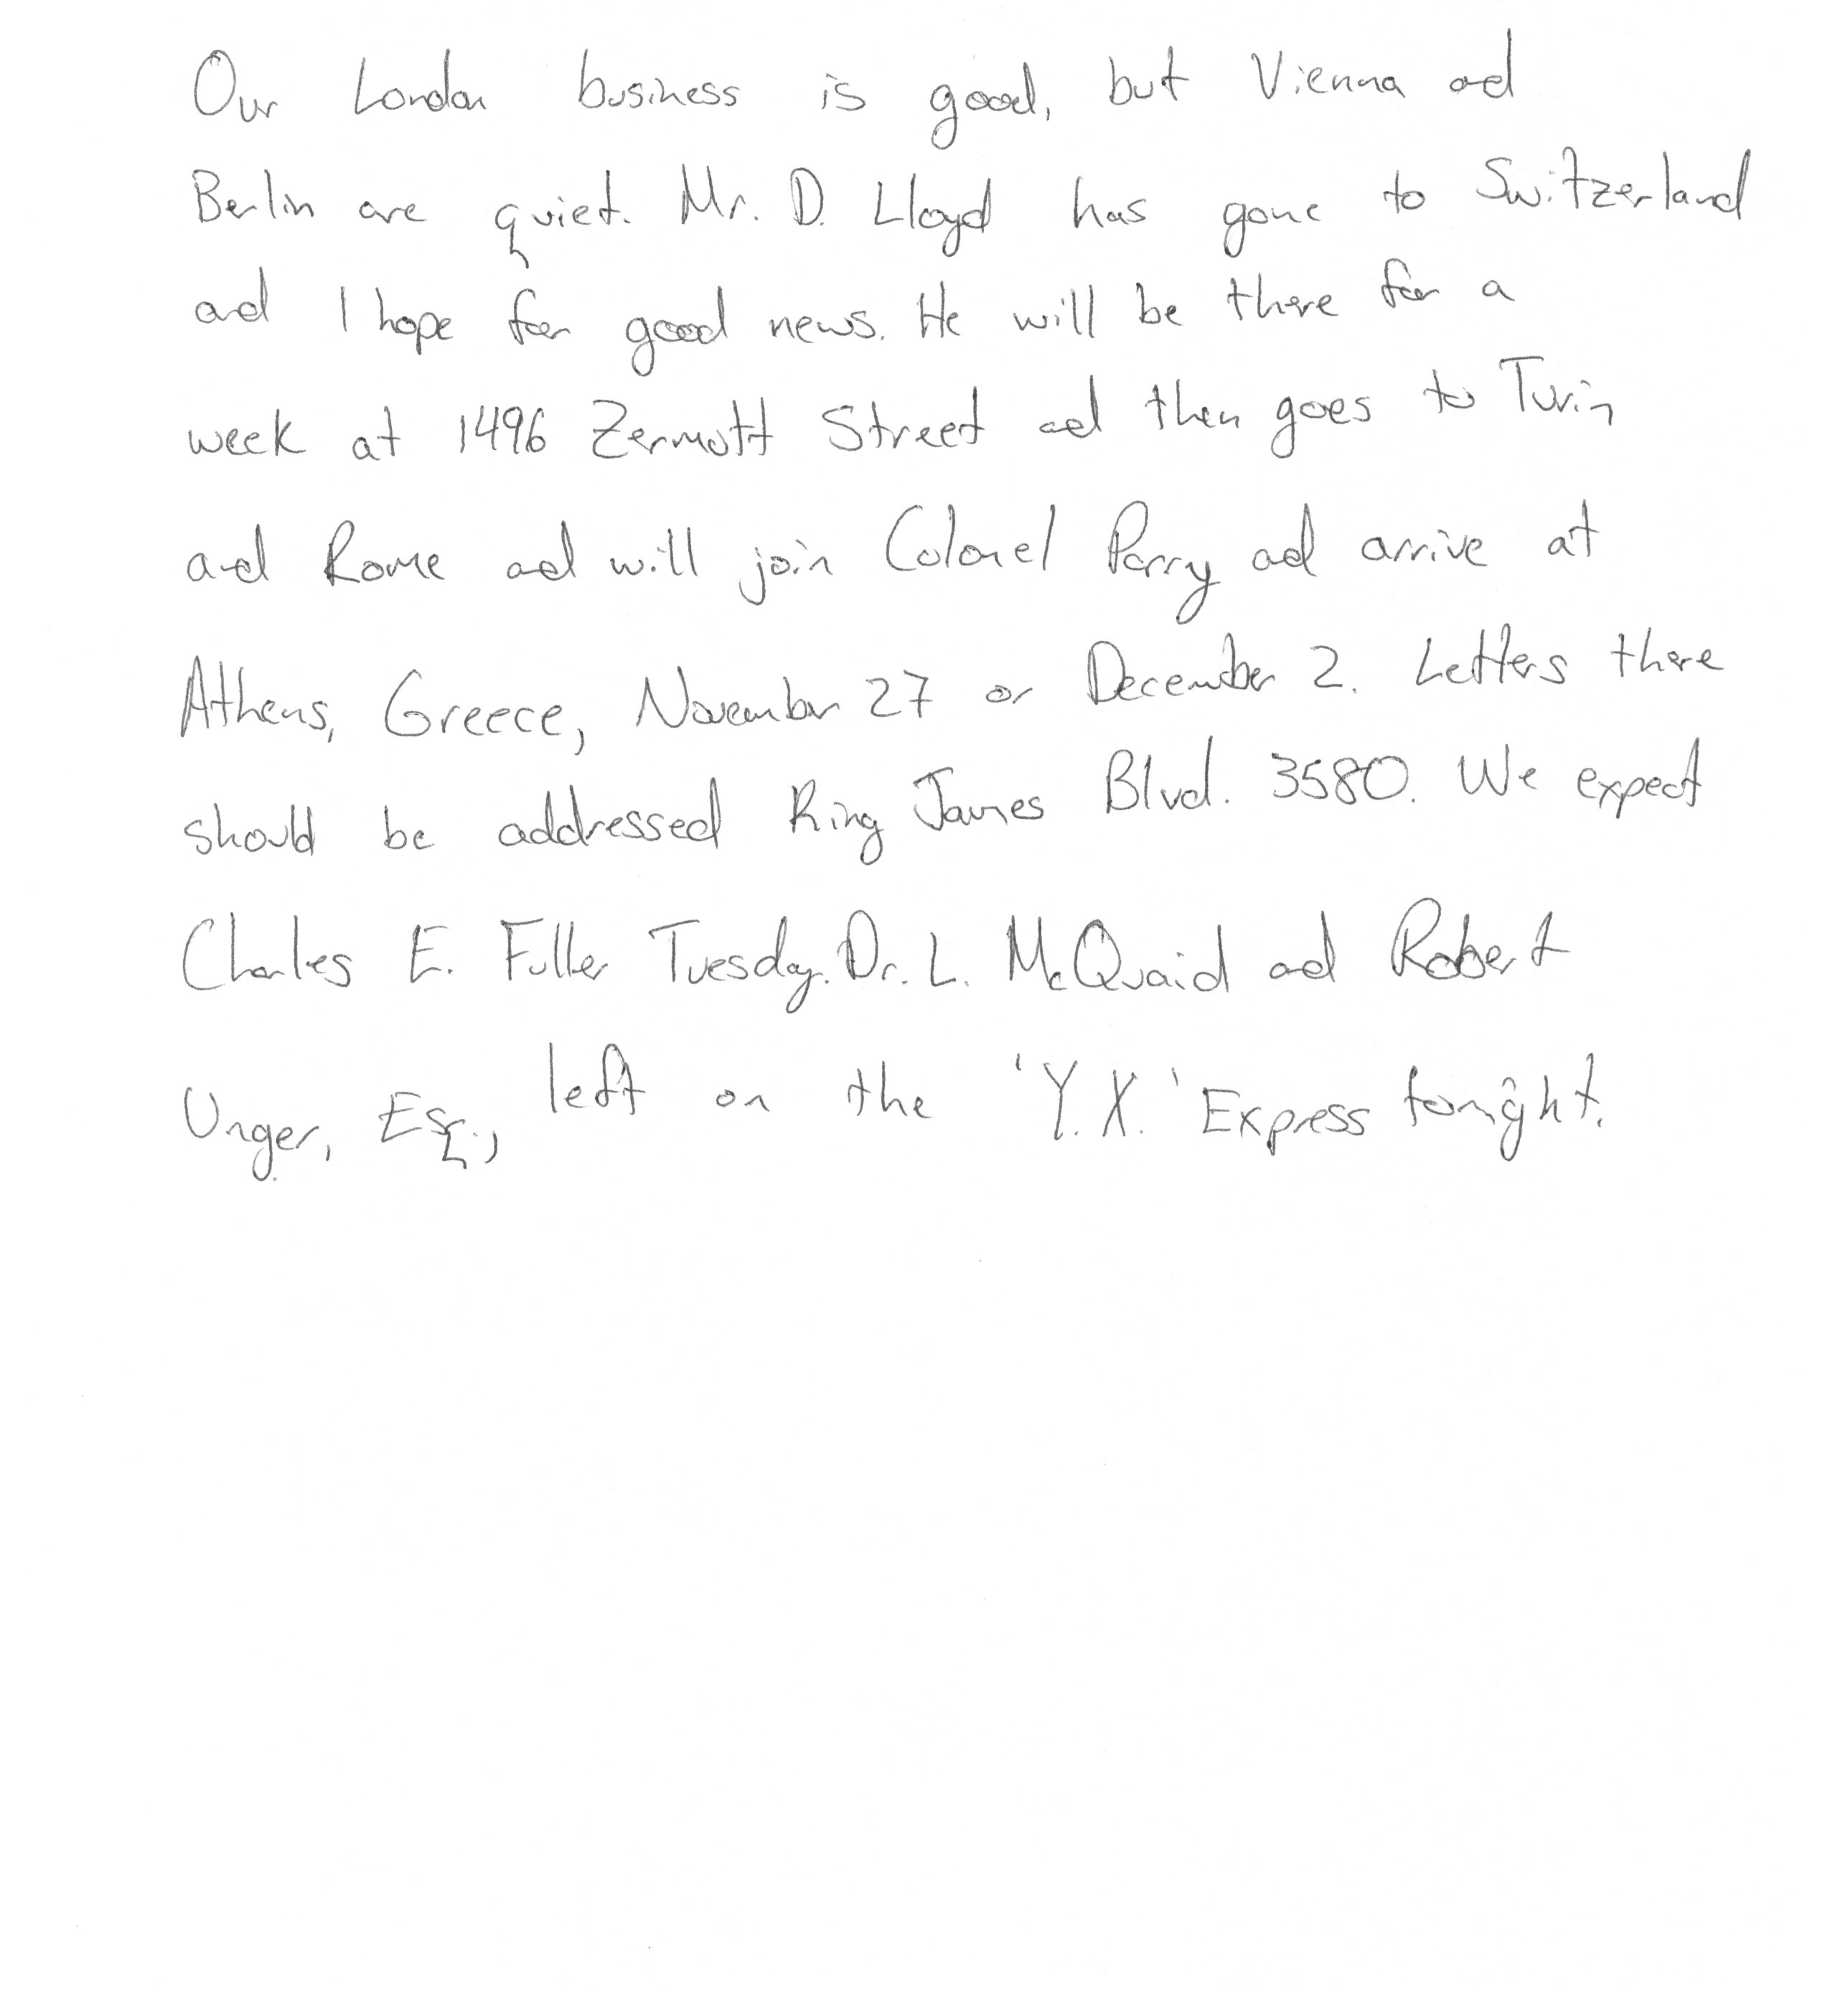 Our London business is good, but Vienna and
Berlin are quiet. Mr. D. Lloyd has gone to Switzerland
and I hope for good news. He will be there for a
week at 1496 Zermott Street and then goes to Turin
and Rome and will join Colonel Parry and arrive at
Athens, Greece, November 27 or December 2. Letters there
should be addressed King James Blvd. 3580. We expect
Charles E. Fuller Tuesday. Dr. L. McQuaid and Robert
Unger, Esq., left on the 'Y.X.' Express tonight.